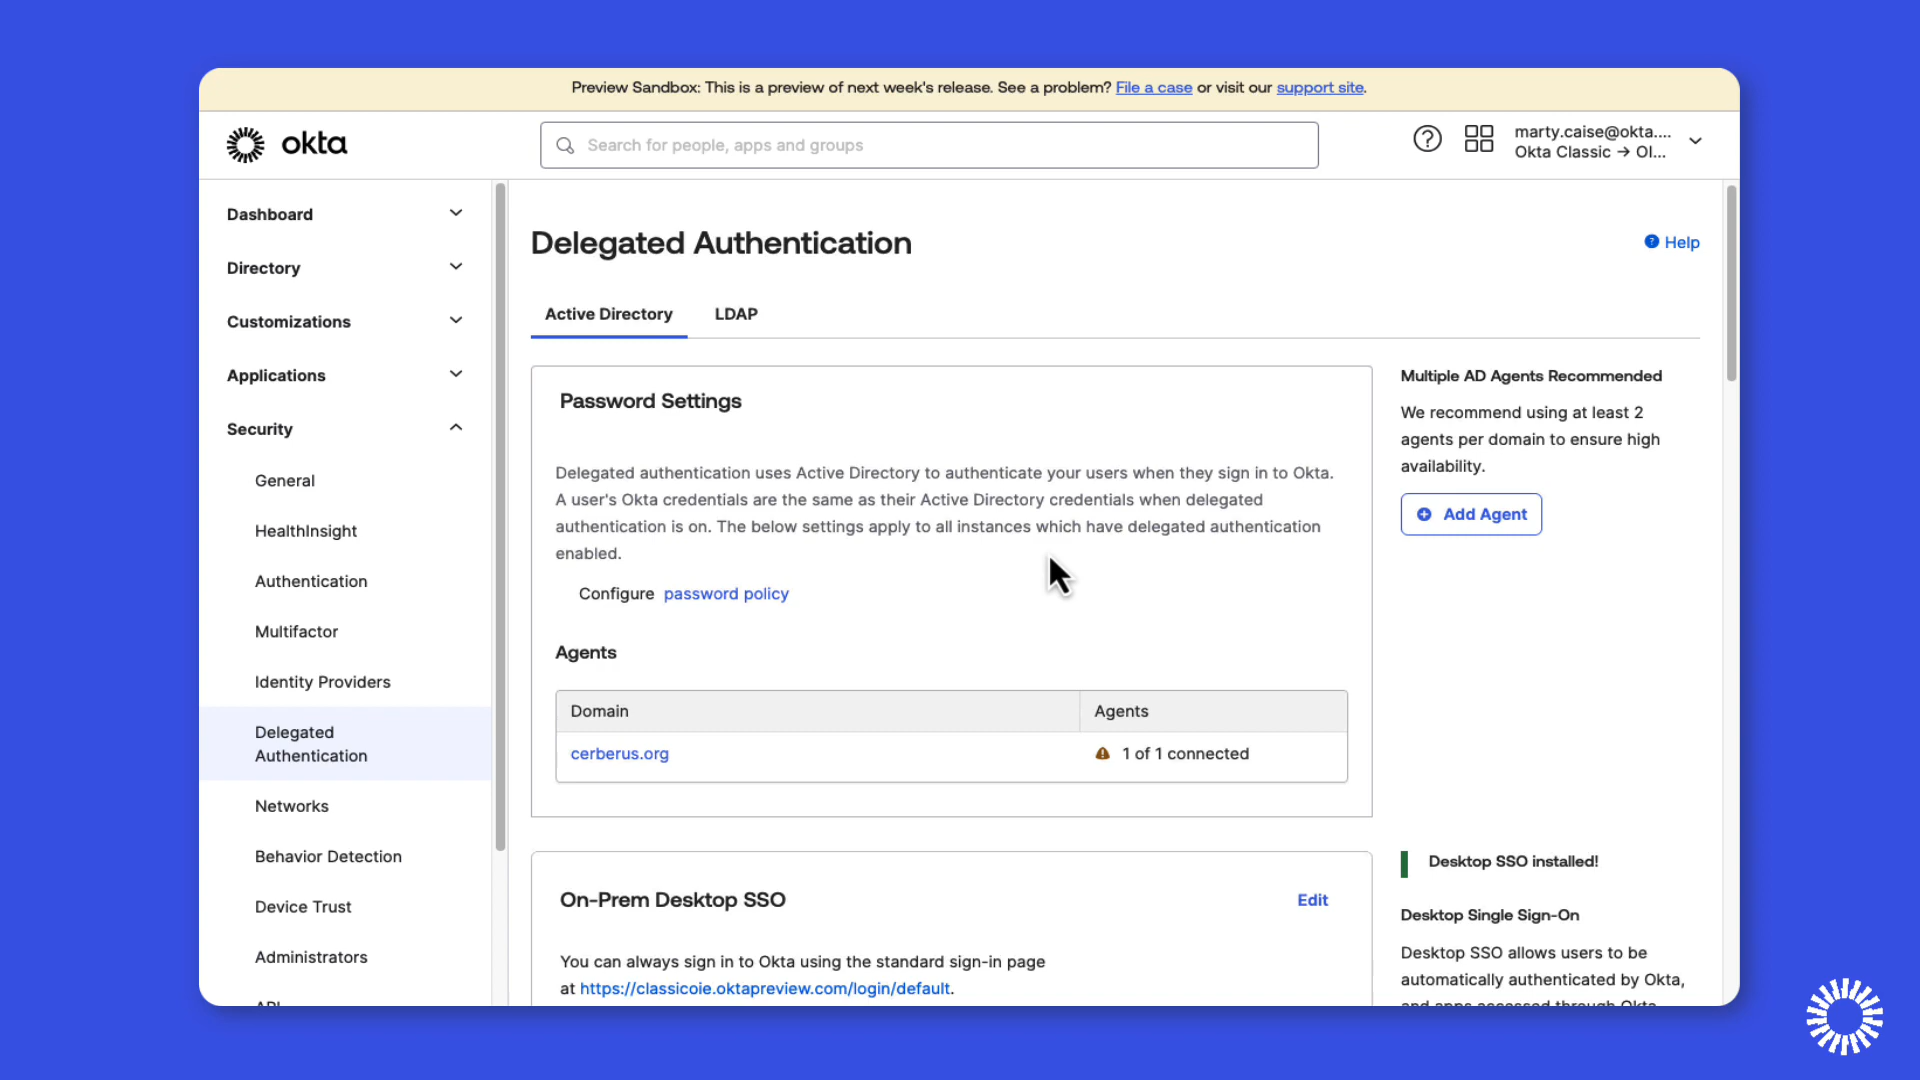 Preview Sandbox: This is a preview of next week's release. See a problem? File a case or visit our support site.
okta
Search for people, apps and groups
marty.caise@okta....
Okta Classic → OI...
Dashboard
Directory
Customizations
Applications
Security
General
HealthInsight
Authentication
Multifactor
Identity Providers
Delegated
Authentication
Networks
Behavior Detection
Device Trust
Administrators
API
Delegated Authentication
Help
Active Directory
LDAP
Password Settings
Delegated authentication uses Active Directory to authenticate your users when they sign in to Okta.
A user's Okta credentials are the same as their Active Directory credentials when delegated
authentication is on. The below settings apply to all instances which have delegated authentication
enabled.
Configure password policy
Agents
Domain
Agents
cerberus.org
1 of 1 connected
Multiple AD Agents Recommended
We recommend using at least 2
agents per domain to ensure high
availability.
Add Agent
On-Prem Desktop SSO
Edit
You can always sign in to Okta using the standard sign-in page
at https://classicoie.oktapreview.com/login/default.
Desktop SSO installed!
Desktop Single Sign-On
Desktop SSO allows users to be
automatically authenticated by Okta,
and apps accessed through Okta